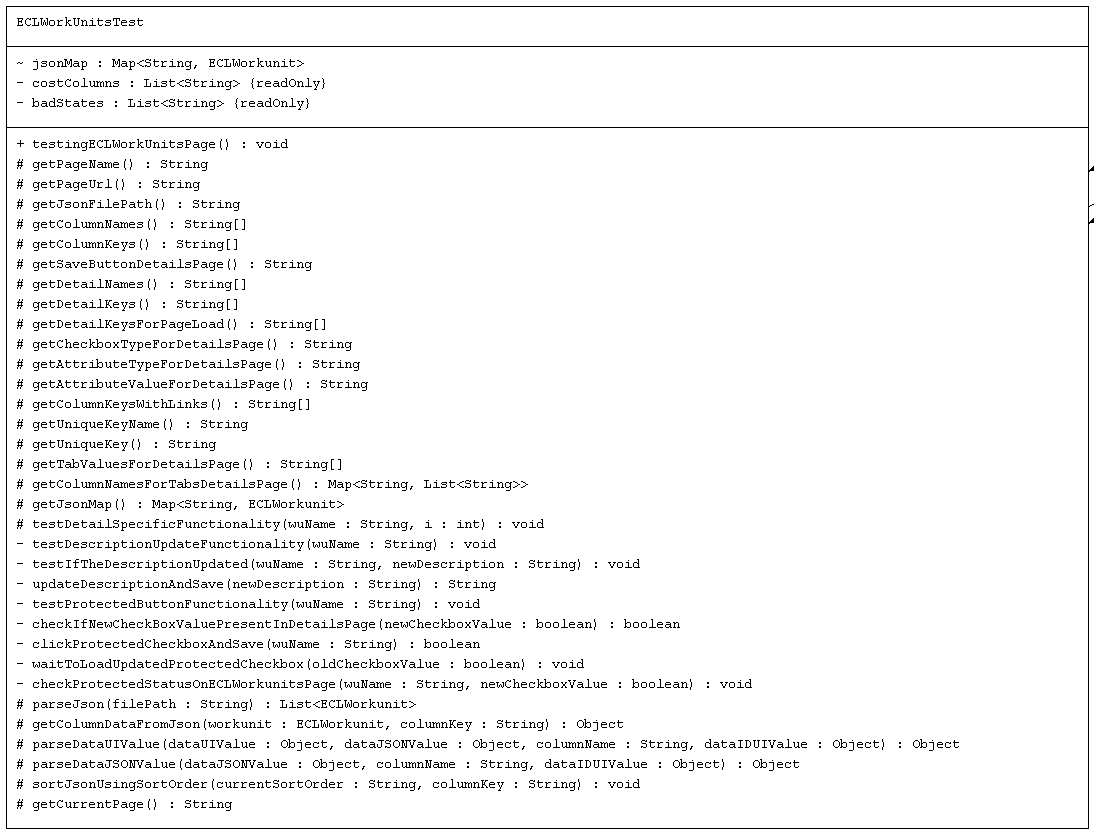 ECLWorkUnitsTest
~ jsonMap : Map<String, ECLWorkunit>
- costColumns : List<String> {readOnly}
- badStates : List<String> {readOnly}
+ testingECLWorkUnitsPage() : void
# getPageName() : String
# getPageUrl() : String
# getJsonFilePath() : String
# getColumnNames() : String[]
# getColumnKeys() : String[]
# getSaveButtonDetailsPage() : String
# getDetailNames() : String[]
# getDetailKeys() : String[]
# getDetailKeysForPageLoad() : String[]
# getCheckboxTypeForDetailsPage() : String
# getAttributeTypeForDetailsPage() : String
# getAttributeValueForDetailsPage() : String
# getColumnKeysWithLinks() : String[]
# getUniqueKeyName() : String
# getUniqueKey() : String
# getTabValuesForDetailsPage() : String[]
# getColumnNamesForTabsDetailsPage() : Map<String, List<String>>
# getJsonMap() : Map<String, ECLWorkunit>
# testDetailSpecificFunctionality(wuName : String, i : int) : void
- testDescriptionUpdateFunctionality(wuName : String) : void
- testIfTheDescriptionUpdated(wuName : String, newDescription : String) : void
- updateDescriptionAndSave(newDescription : String) : String
- testProtectedButtonFunctionality(wuName : String) : void
- checkIfNewCheckBoxValuePresentInDetailsPage(newCheckboxValue : boolean) : boolean
- clickProtectedCheckboxAndSave(wuName : String) : boolean
- waitToLoadUpdatedProtectedCheckbox(oldCheckboxValue : boolean) : void
- checkProtectedStatusOnECLWorkunitsPage(wuName : String, newCheckboxValue : boolean) : void
# parseJson(filePath : String) : List<ECLWorkunit>
# getColumnDataFromJson(workunit : ECLWorkunit, columnKey : String) : Object
# parseDataUIValue(dataUIValue : Object, dataJSONValue : Object, columnName : String, dataIDUIValue : Object) : Object
# parseDataJSONValue(dataJSONValue : Object, columnName : String, dataIDUIValue : Object) : Object
# sortJsonUsingSortOrder(currentSortOrder : String, columnKey : String) : void
# getCurrentPage() : String